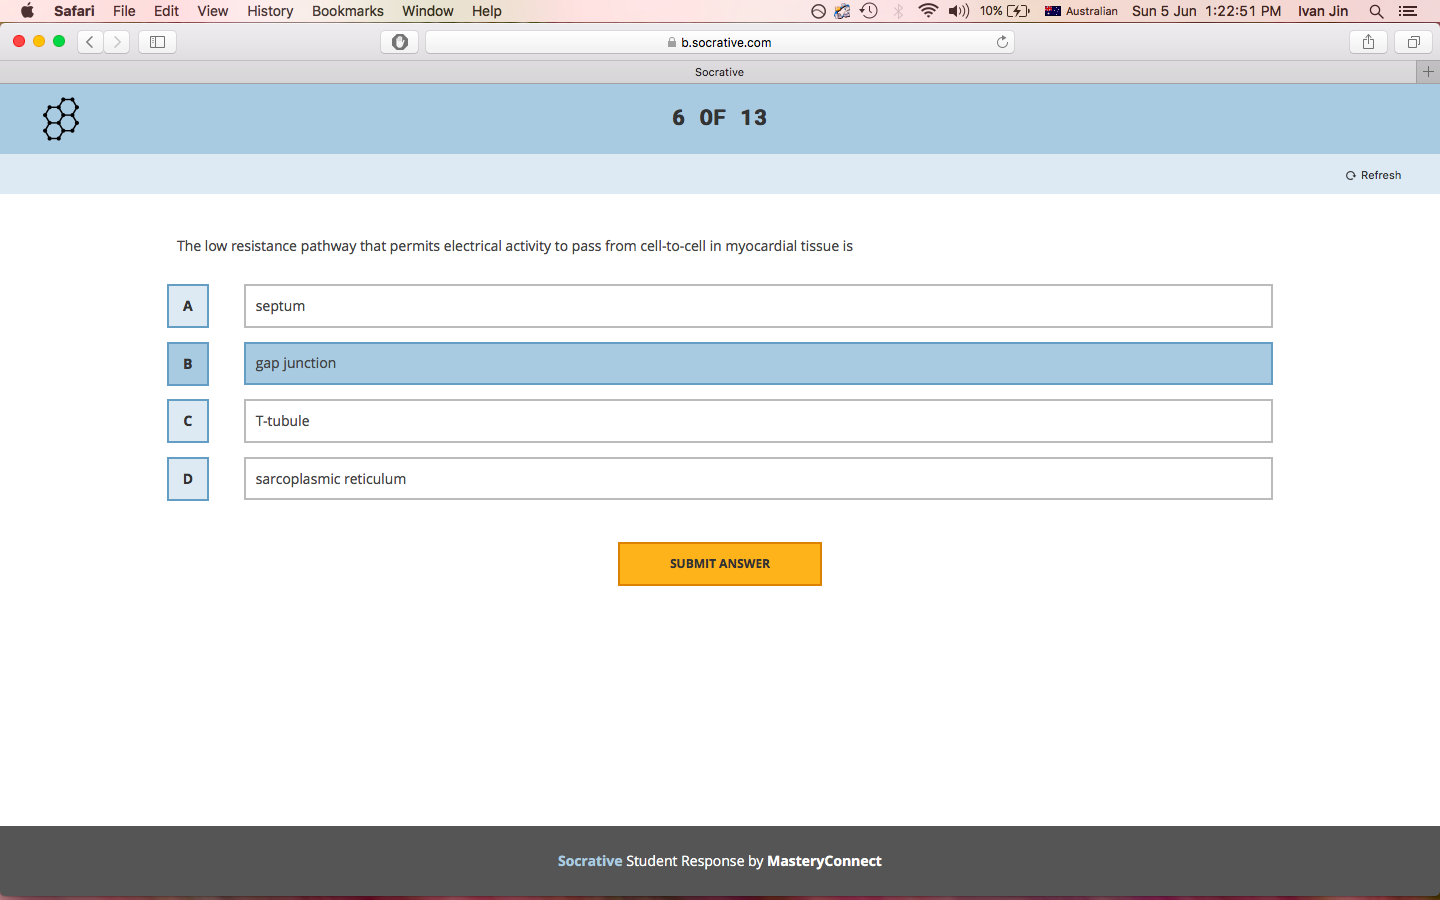 Safari File Edit View History Bookmarks Window Help 10% Australian Sun 5 Jun 1:22:51 PM Ivan Jin
b.socrative.com
Socrative
6 OF 13
Refresh
The low resistance pathway that permits electrical activity to pass from cell-to-cell in myocardial tissue is
A septum
B gap junction
C T-tubule
D sarcoplasmic reticulum
SUBMIT ANSWER
Socrative Student Response by MasteryConnect